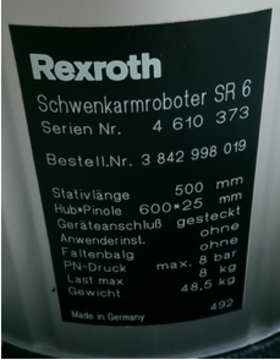 Rexroth
Schwenkarmroboter SR 6
Serien Nr. 4 610 373
Bestell.Nr. 3 842 998 019
Stativlänge 500 mm
Hub*Pinole 600*25 mm
Geräteanschluß gesteckt
Anwenderinst. ohne
Faltenbalg ohne
PN-Druck max. 8 bar
Last max 8 kg
Gewicht 48,5 kg
492
Made in Germany